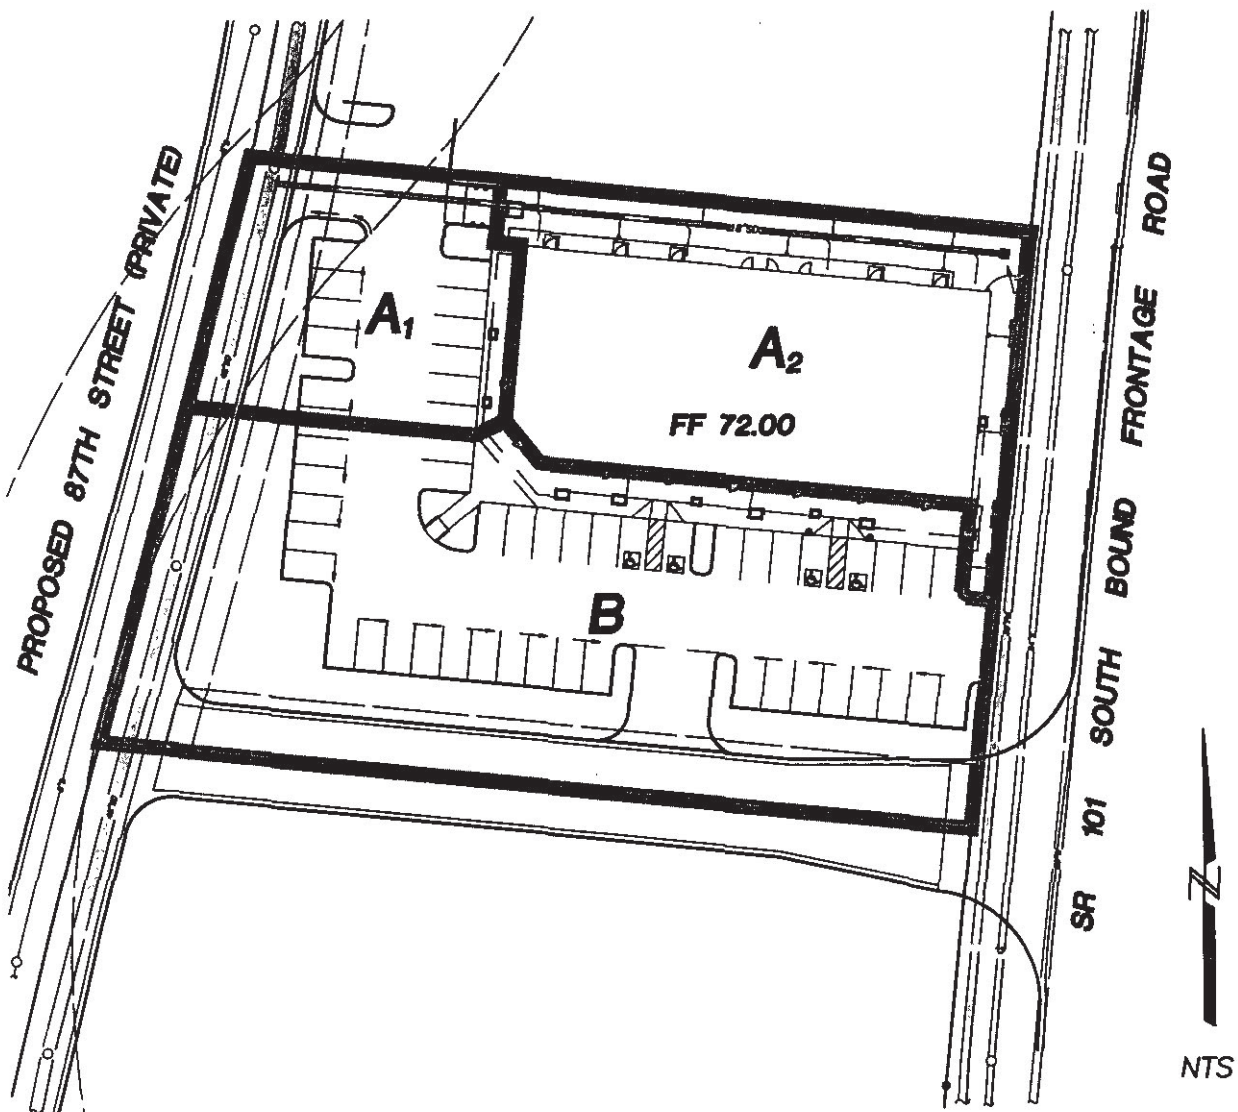 PROPOSED 87TH STREET (PRIVATE)
A1
A2
FF 72.00
B
SR 101 SOUTH BOUND FRONTAGE ROAD
NTS